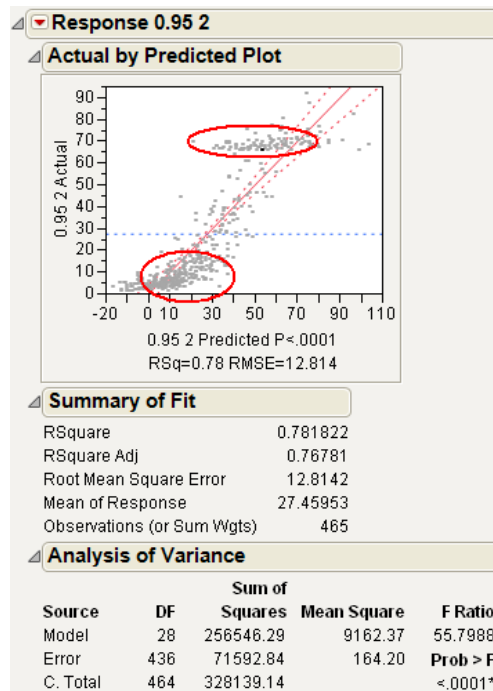 Response 0.95 2
Actual by Predicted Plot
90
80
70
60
50
40
30
20
10
0
0.95 2 Actual
-20 0 10 30 50 70 90 110
0.95 2 Predicted P<.0001
RSq=0.78 RMSE=12.814
Summary of Fit
RSquare 0.781822
RSquare Adj 0.76781
Root Mean Square Error 12.8142
Mean of Response 27.45953
Observations (or Sum Wgts) 465
Analysis of Variance
Sum of
Source DF Squares Mean Square F Ratio
Model 28 256546.29 9162.37 55.7988
Error 436 71592.84 164.20 Prob > F
C. Total 464 328139.14 <.0001*